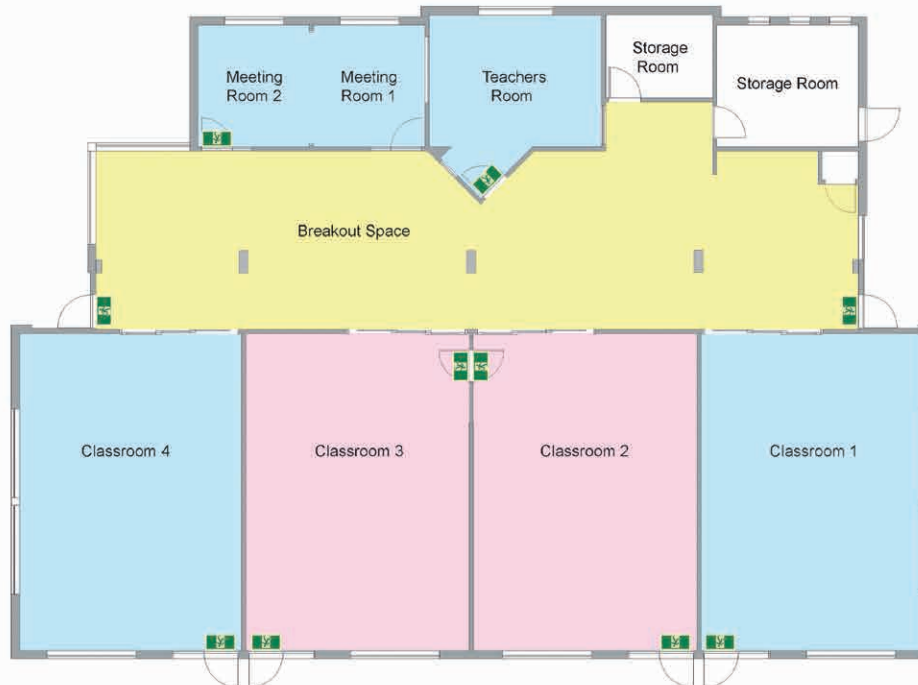 Meeting
Room 2
Meeting
Room 1
Teachers
Room
Storage
Room
Storage Room
Breakout Space
Classroom 4
Classroom 3
Classroom 2
Classroom 1